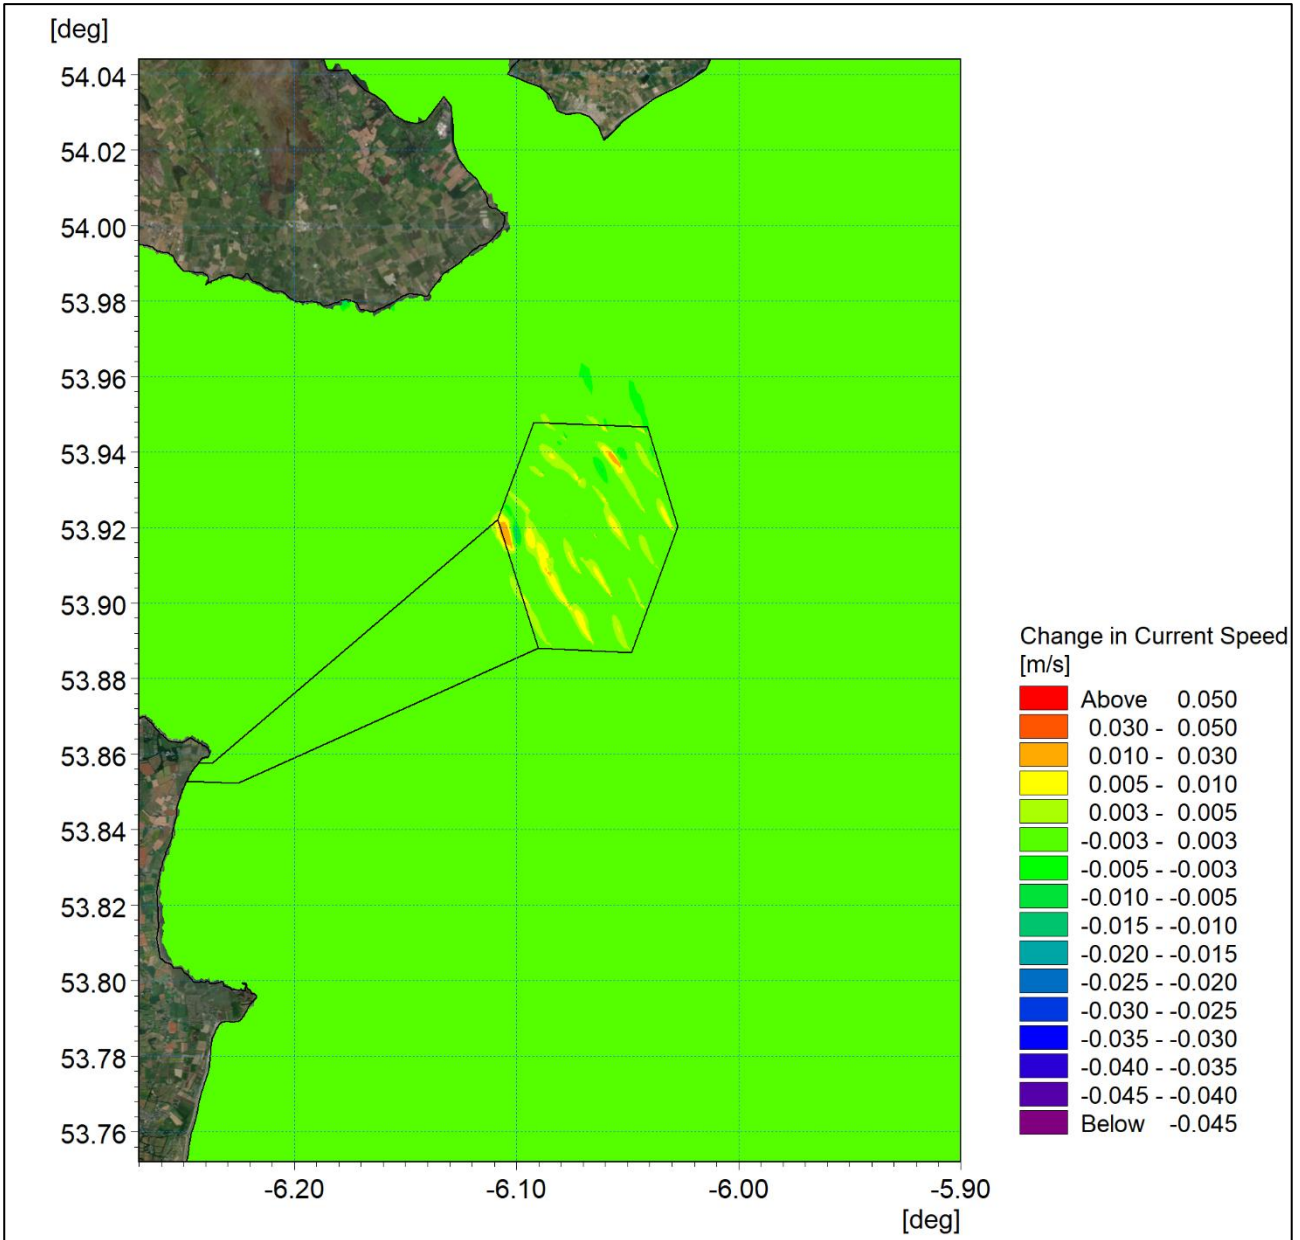 [deg]
54.04
54.02
54.00
53.98
53.96
53.94
53.92
53.90
53.88
53.86
53.84
53.82
53.80
53.78
53.76
-6.20 -6.10 -6.00 -5.90
[deg]
Change in Current Speed
[m/s]
Above 0.050
0.030 - 0.050
0.010 - 0.030
0.005 - 0.010
0.003 - 0.005
-0.003 - 0.003
-0.005 - -0.003
-0.010 - -0.005
-0.015 - -0.010
-0.020 - -0.015
-0.025 - -0.020
-0.030 - -0.025
-0.035 - -0.030
-0.040 - -0.035
-0.045 - -0.040
Below -0.045